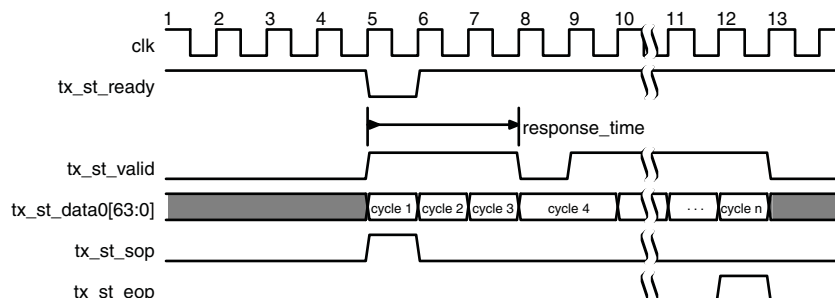 1 2 3 4 5 6 7 8 9 10 11 12 13
clk
tx_st_ready
response_time
tx_st_valid
tx_st_data0[63:0] cycle 1 cycle 2 cycle 3 cycle 4 . . . cycle n
tx_st_sop
tx_st_eop